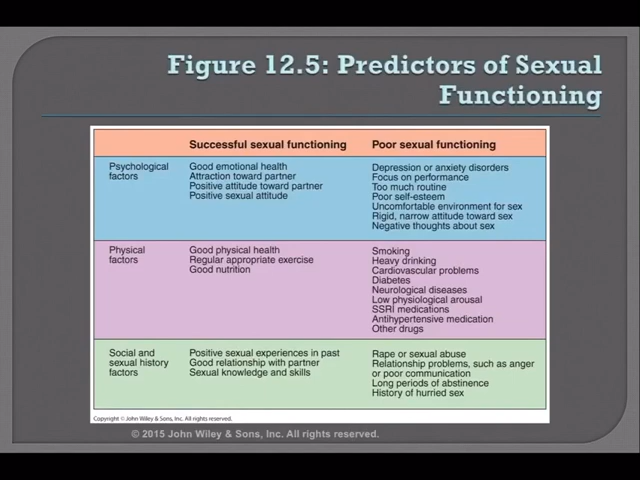 Figure 12.5: Predictors of Sexual
Functioning
Successful sexual functioning
Poor sexual functioning
Psychological
factors
Good emotional health
Attraction toward partner
Positive attitude toward partner
Positive sexual attitude
Depression or anxiety disorders
Focus on performance
Too much routine
Poor self-esteem
Uncomfortable environment for sex
Rigid, narrow attitude toward sex
Negative thoughts about sex
Physical
factors
Good physical health
Regular appropriate exercise
Good nutrition
Smoking
Heavy drinking
Cardiovascular problems
Diabetes
Neurological diseases
Low physiological arousal
SSRI medications
Antihypertensive medication
Other drugs
Social and
sexual history
factors
Positive sexual experiences in past
Good relationship with partner
Sexual knowledge and skills
Rape or sexual abuse
Relationship problems, such as anger
or poor communication
Long periods of abstinence
History of hurried sex
Copyright © John Wiley & Sons, Inc. All rights reserved.
© 2015 John Wiley & Sons, Inc. All rights reserved.